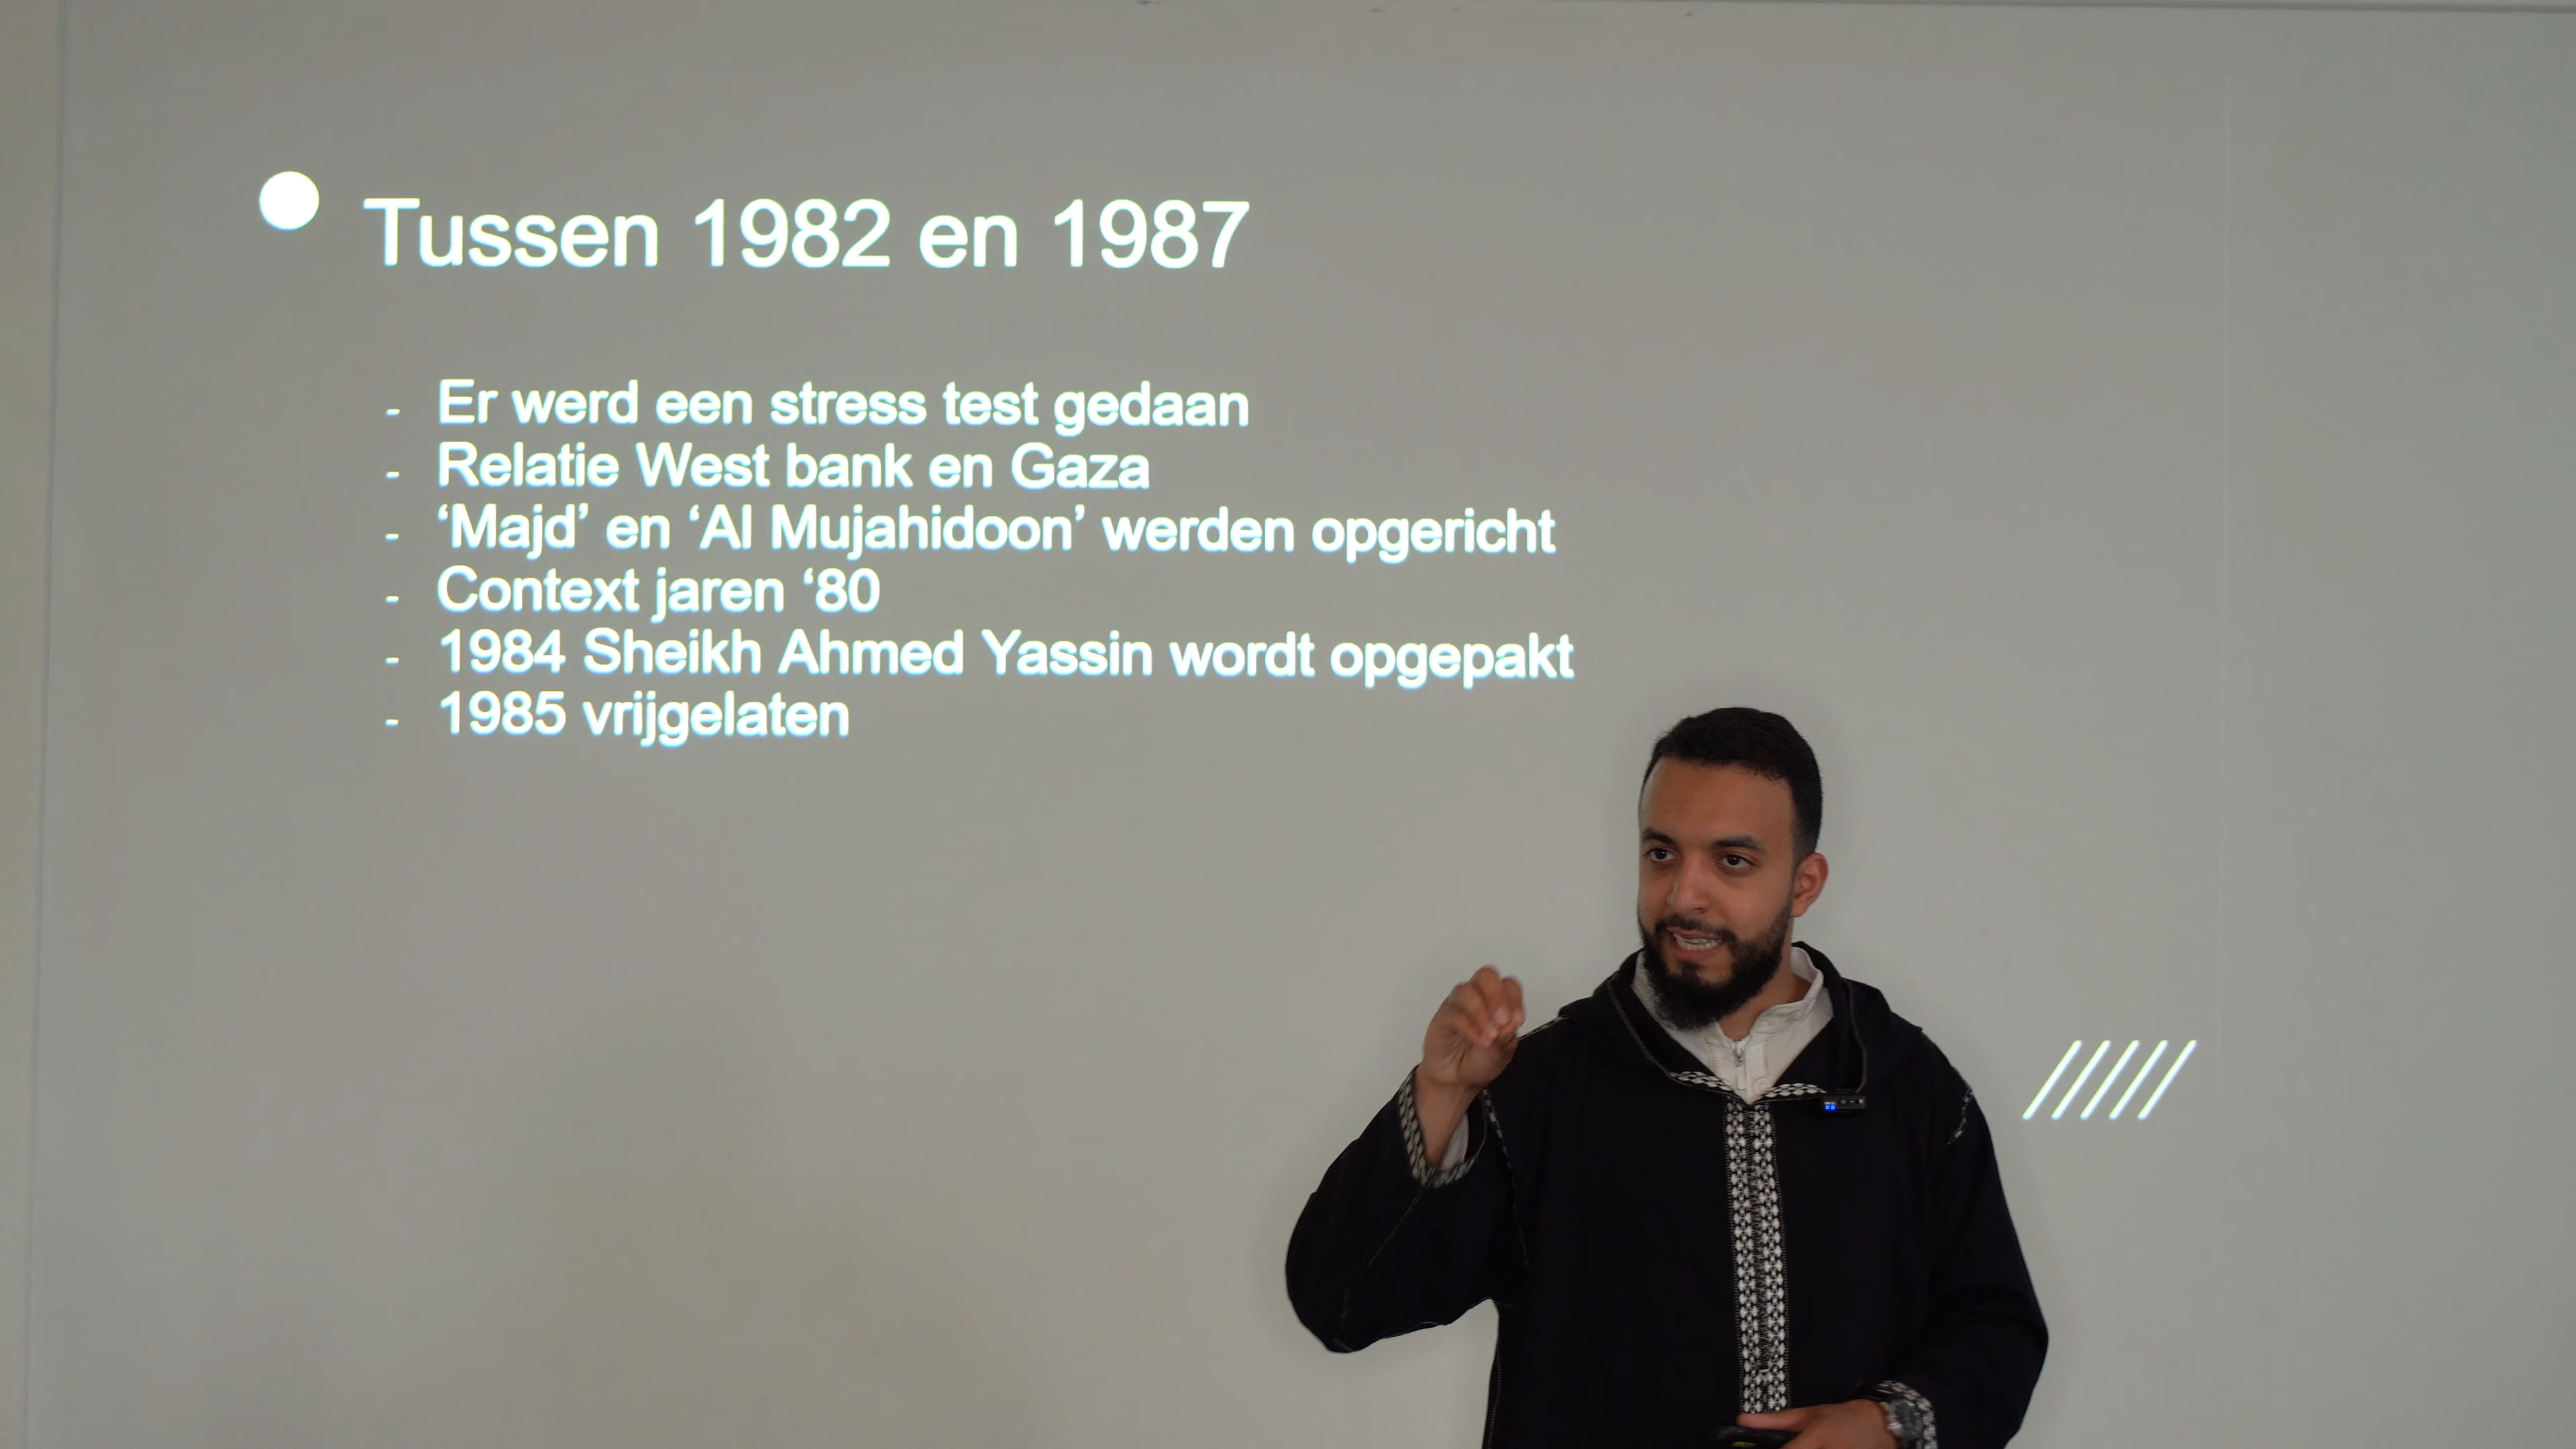 Tussen 1982 en 1987
- Er werd een stress test gedaan
- Relatie West bank en Gaza
- ‘Majd’ en ‘Al Mujahidoon’ werden opgericht
- Context jaren ‘80
- 1984 Sheikh Ahmed Yassin wordt opgepakt
- 1985 vrijgelaten